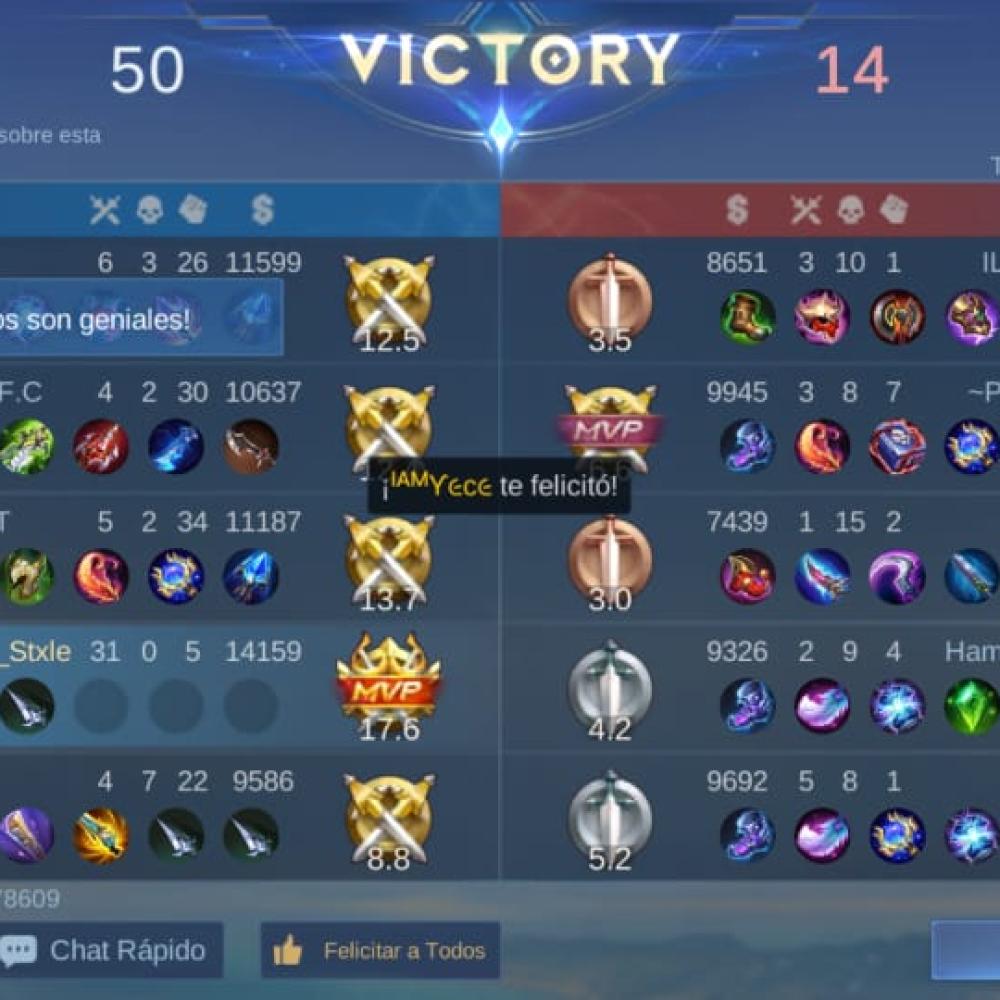 50 VICTORY 14
sobre esta
T
6 3 26 11599
12.5
3.5
8651 3 10 1 IL
os son geniales!
F.C 4 2 30 10637
MVP
6.6
9945 3 8 7 ~P
¡IAMYece te felicitó!
T 5 2 34 11187
13.7
3.0
7439 1 15 2
_Stxle 31 0 5 14159
MVP
17.6
4.2
9326 2 9 4 Ham
4 7 22 9586
8.8
5.2
9692 5 8 1
78609
Chat Rápido
Felicitar a Todos